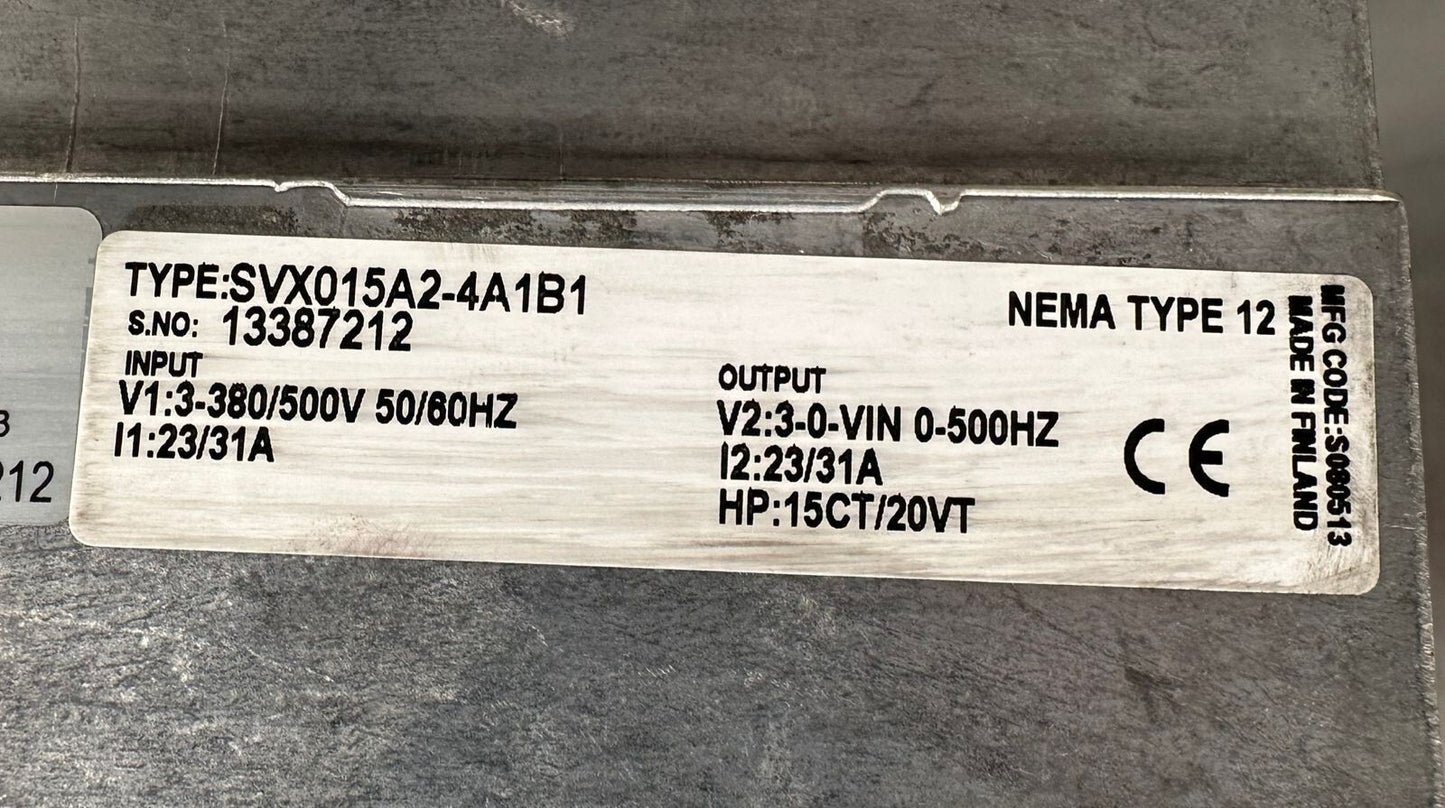 TYPE:SVX015A2-4A1B1
S.NO: 13387212
NEMA TYPE 12
INPUT
V1:3-380/500V 50/60HZ
I1:23/31A
OUTPUT
V2:3-0-VIN 0-500HZ
I2:23/31A
HP:15CT/20VT
CE
MFG CODE:S080513
MADE IN FINLAND
3
212